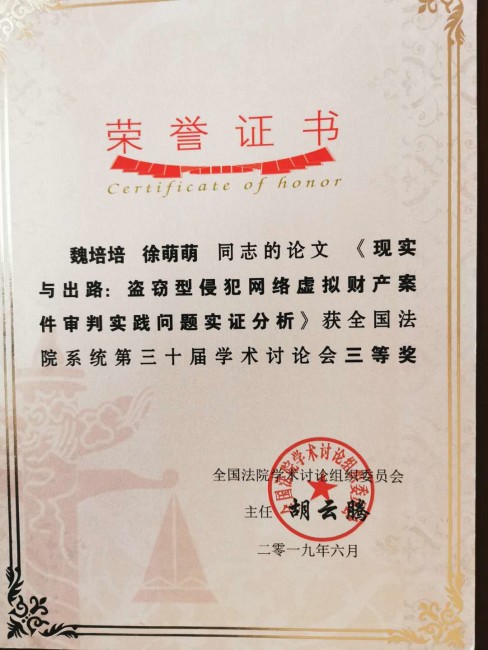 荣誉证书
Certificate of honor
魏培培 徐萌萌 同志的论文《现实
与出路：盗窃型侵犯网络虚拟财产案
件审判实践问题实证分析》获全国法
院系统第三十届学术讨论会三等奖
全国法院学术讨论组织委员会
主任 胡云腾
二零一九年六月